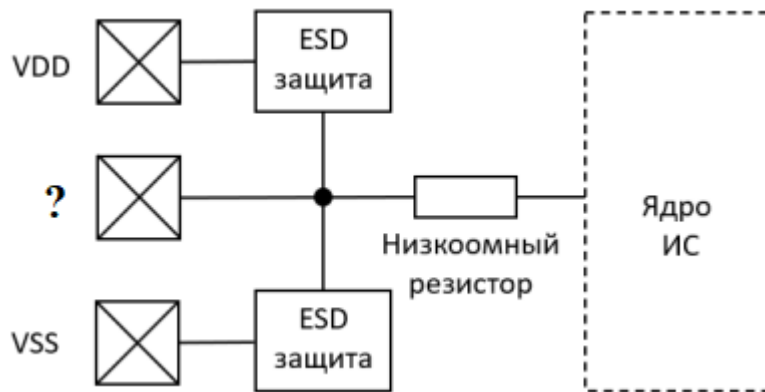 VDD
ESD
защита
?
Низкоомный
резистор
Ядро
ИС
VSS
ESD
защита